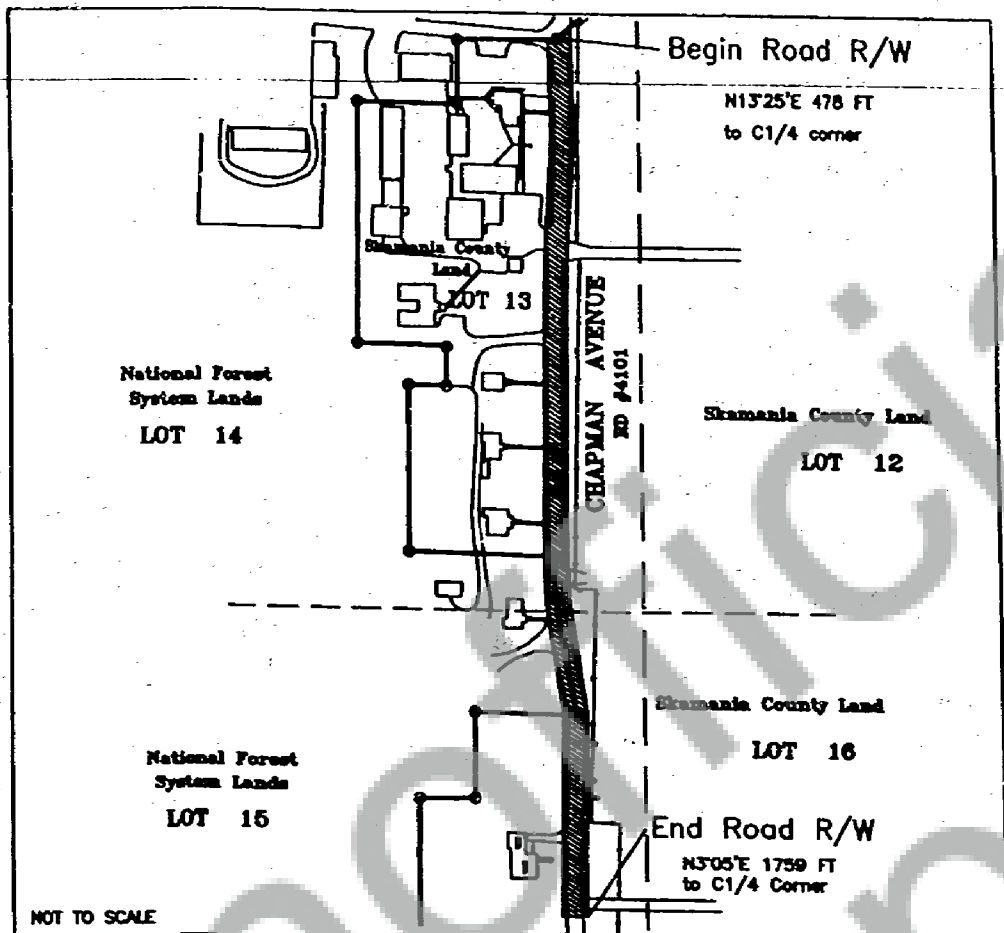 Begin Road R/W
N13°25'E 478 FT
to C1/4 corner
Skamania County
Land
LOT 13
CHAPMAN AVENUE
RD #4101
National Forest
System Lands
LOT 14
Skamania County Land
LOT 12
Skamania County Land
LOT 16
National Forest
System Lands
LOT 15
End Road R/W
N3°05'E 1759 FT
to C1/4 Corner
NOT TO SCALE